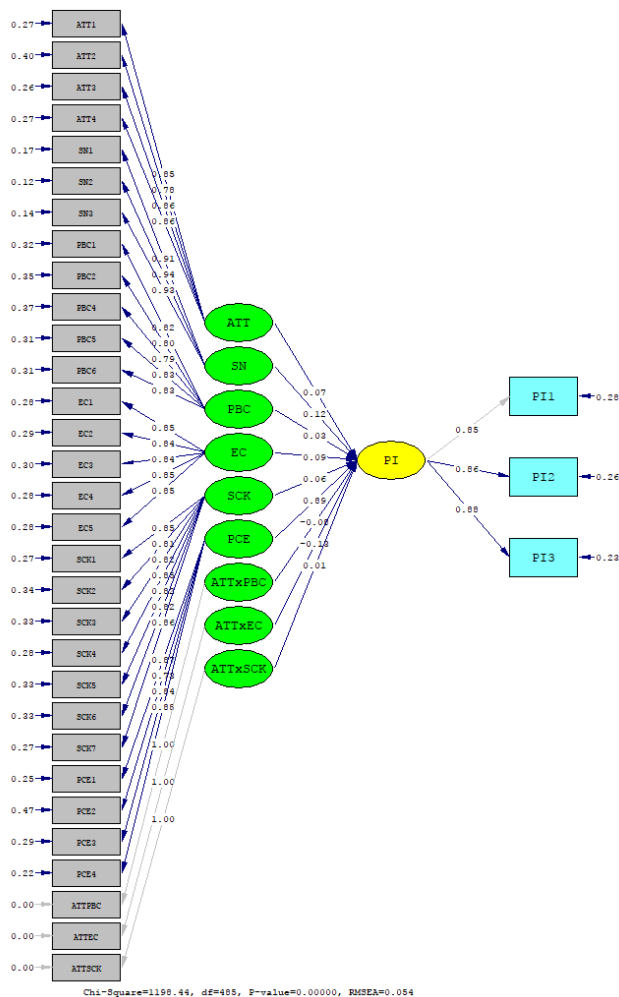 0.27 ATT1
0.40 ATT2
0.26 ATT3
0.27 ATT4
0.17 SN1
0.12 SN2
0.14 SN3
0.32 PBC1
0.35 PBC2
0.37 PBC4
0.31 PBC5
0.31 PBC6
0.28 EC1
0.29 EC2
0.30 EC3
0.28 EC4
0.28 EC5
0.27 SCK1
0.34 SCK2
0.33 SCK3
0.28 SCK4
0.33 SCK5
0.33 SCK6
0.27 SCK7
0.25 PCE1
0.47 PCE2
0.29 PCE3
0.22 PCE4
0.00 ATTPBC
0.00 ATTEC
0.00 ATTSCK
0.85
0.78
0.86
0.86
0.91
0.94
0.93
0.82
0.80
0.79
0.83
0.83
0.85
0.84
0.84
0.85
0.85
0.85
0.81
0.82
0.82
0.86
0.87
0.73
0.84
0.88
1.00
1.00
1.00
ATT
SN
PBC
EC
SCK
PCE
ATTxPBC
ATTxEC
ATTxSCK
0.07
0.12
0.03
0.09
0.06
0.89
-0.13
0.01
PI
0.85
0.86
0.88
PI1 0.28
PI2 0.26
PI3 0.23
Chi-Square=1198.44, df=485, P-value=0.00000, RMSEA=0.054